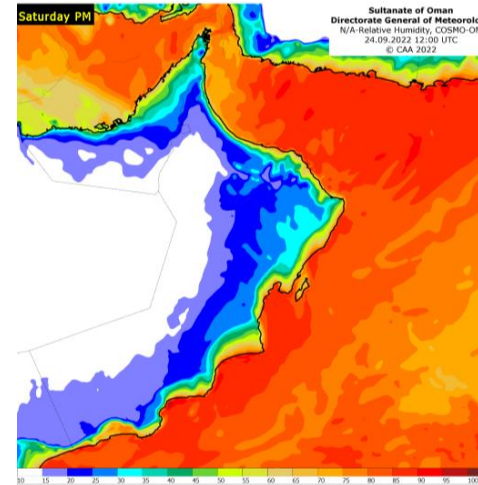 Saturday PM
Sultanate of Oman
Directorate General of Meteorolo
N/A-Relative Humidity, COSMO-O
24.09.2022 12:00 UTC
© CAA 2022
10 15 20 25 30 35 40 45 50 55 60 65 70 75 80 85 90 95 100